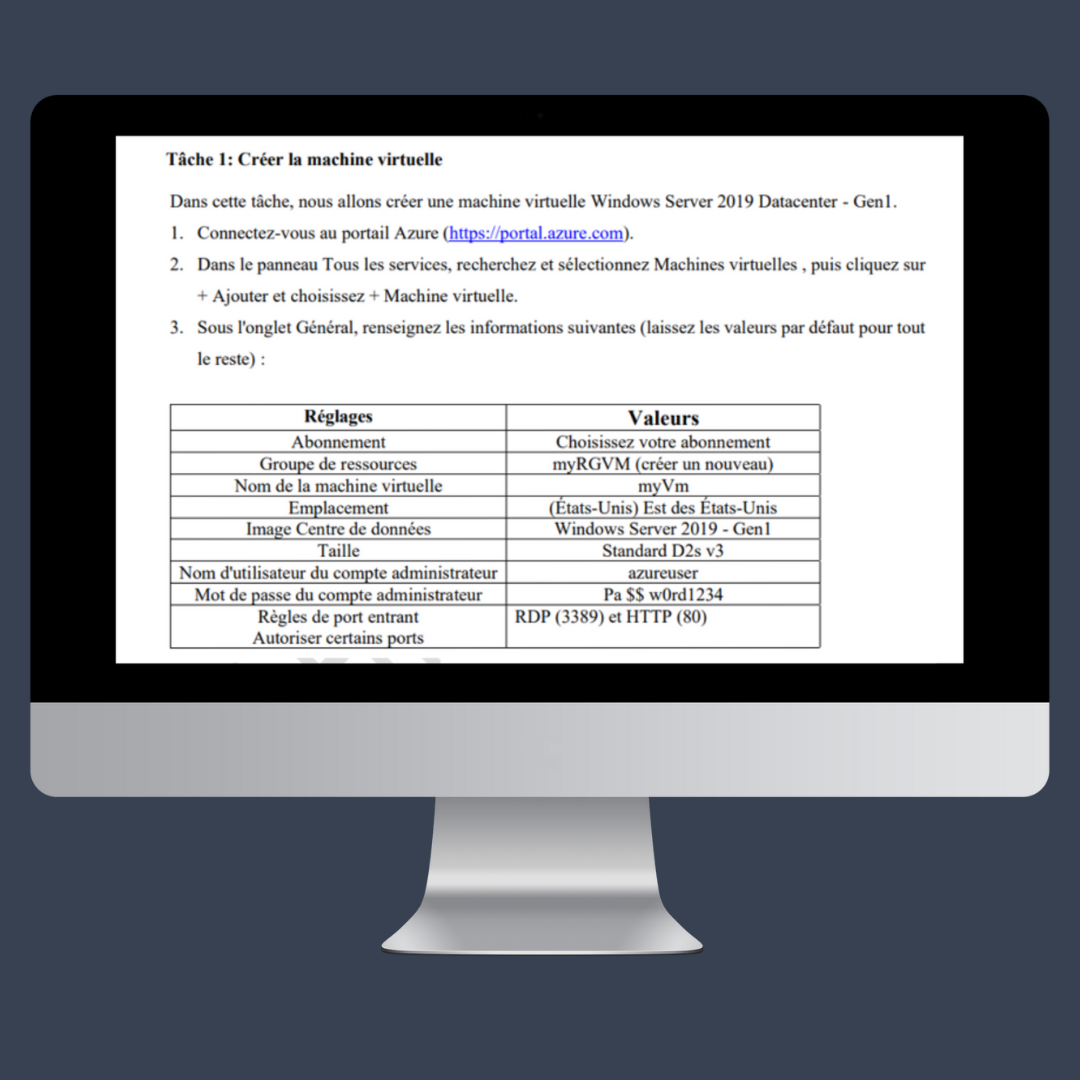 Tâche 1: Créer la machine virtuelle
Dans cette tâche, nous allons créer une machine virtuelle Windows Server 2019 Datacenter - Gen1.
1. Connectez-vous au portail Azure (https://portal.azure.com).
2. Dans le panneau Tous les services, recherchez et sélectionnez Machines virtuelles , puis cliquez sur
+ Ajouter et choisissez + Machine virtuelle.
3. Sous l'onglet Général, renseignez les informations suivantes (laissez les valeurs par défaut pour tout
le reste) :
Réglages Valeurs
Abonnement Choisissez votre abonnement
Groupe de ressources myRGVM (créer un nouveau)
Nom de la machine virtuelle myVm
Emplacement (États-Unis) Est des États-Unis
Image Centre de données Windows Server 2019 - Gen1
Taille Standard D2s v3
Nom d'utilisateur du compte administrateur azureuser
Mot de passe du compte administrateur Pa $$ w0rd1234
Règles de port entrant RDP (3389) et HTTP (80)
Autoriser certains ports